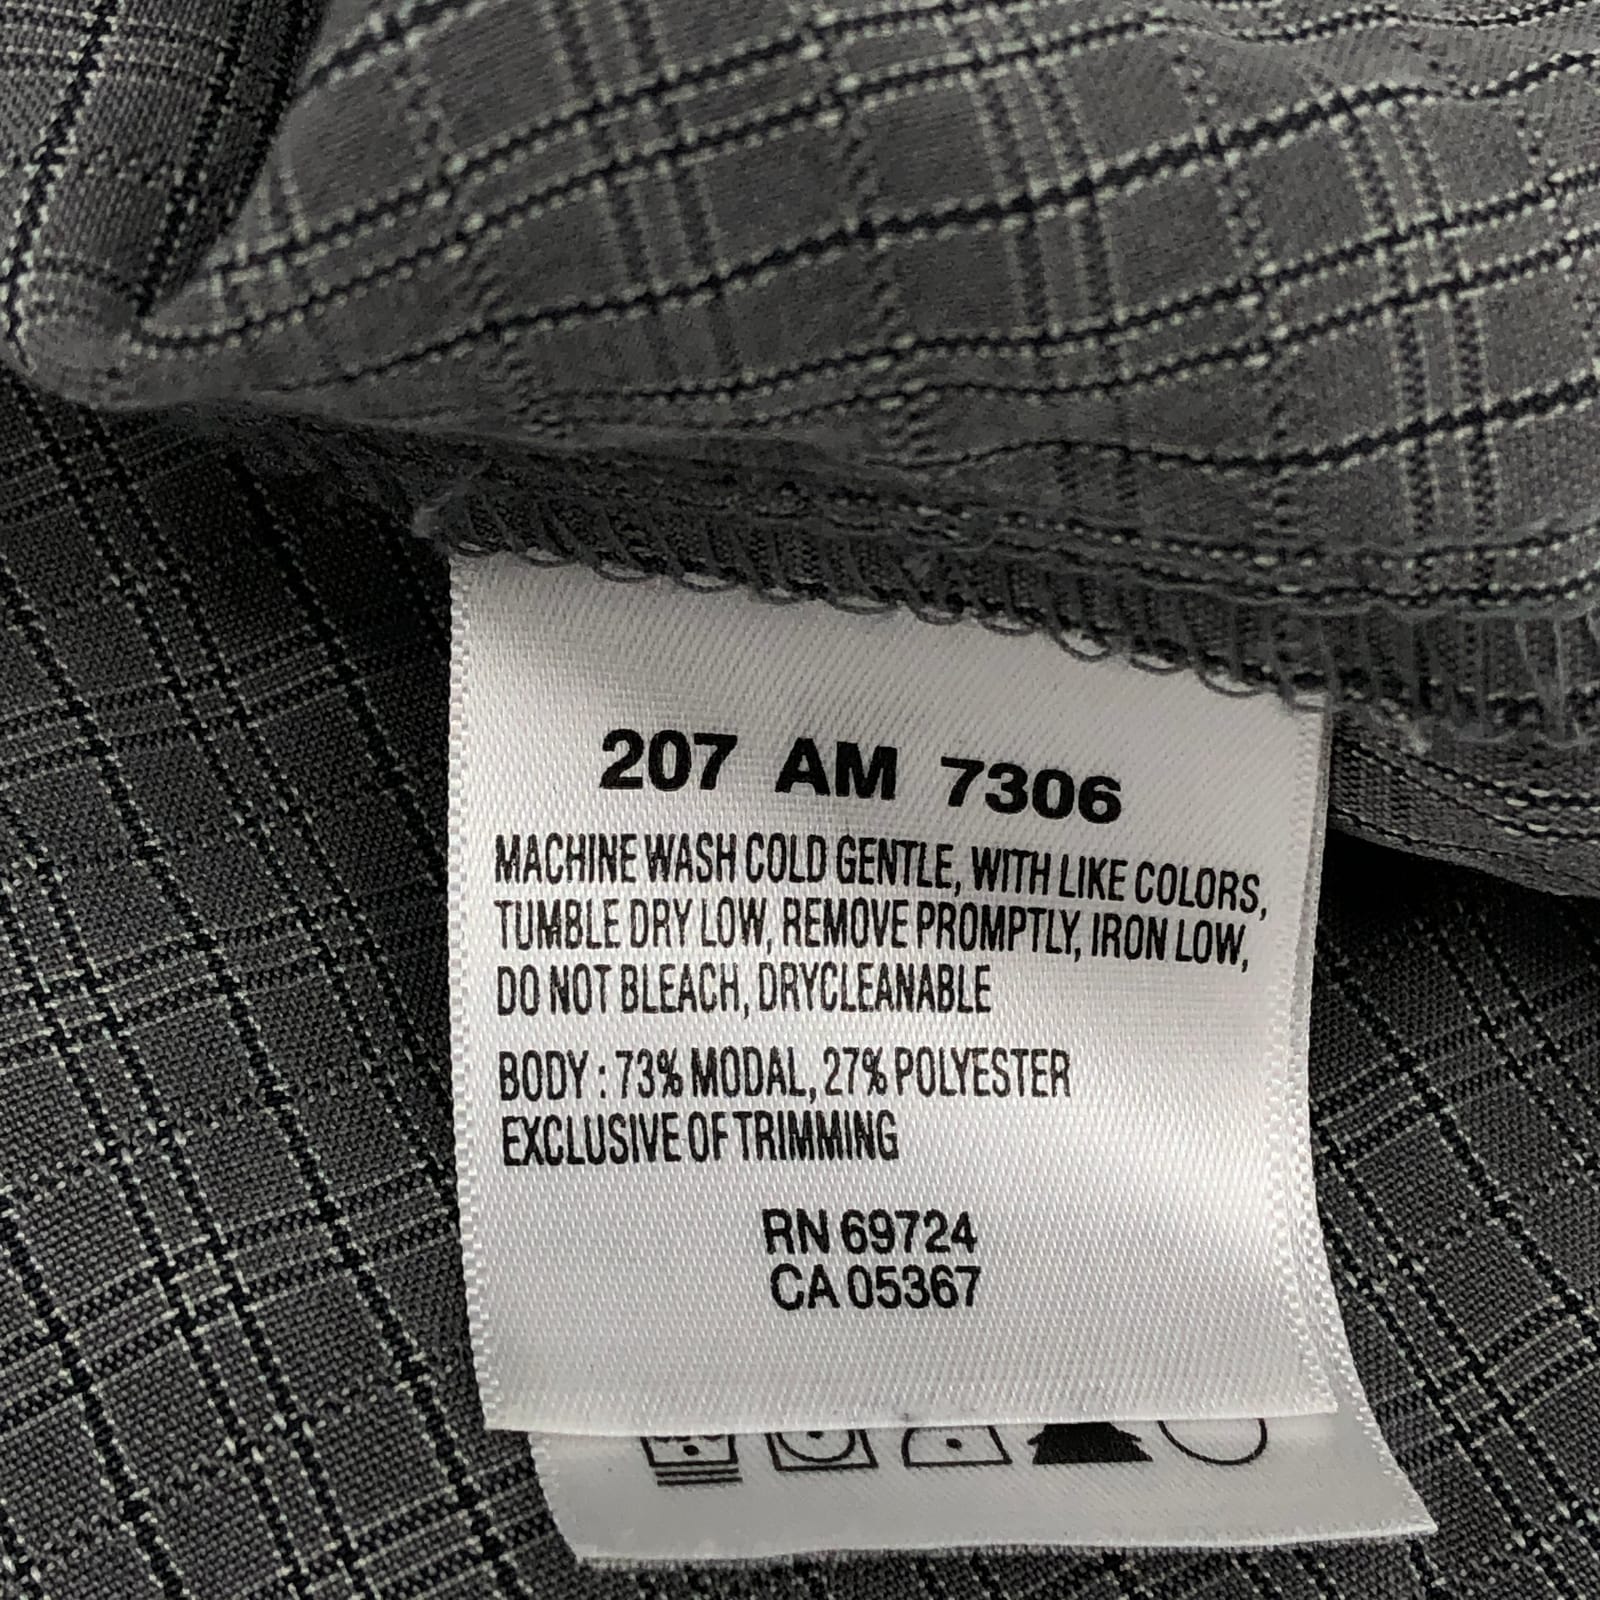 207 AM 7306
MACHINE WASH COLD GENTLE, WITH LIKE COLORS,
TUMBLE DRY LOW, REMOVE PROMPTLY, IRON LOW,
DO NOT BLEACH, DRYCLEANABLE
BODY : 73% MODAL, 27% POLYESTER
EXCLUSIVE OF TRIMMING
RN 69724
CA 05367